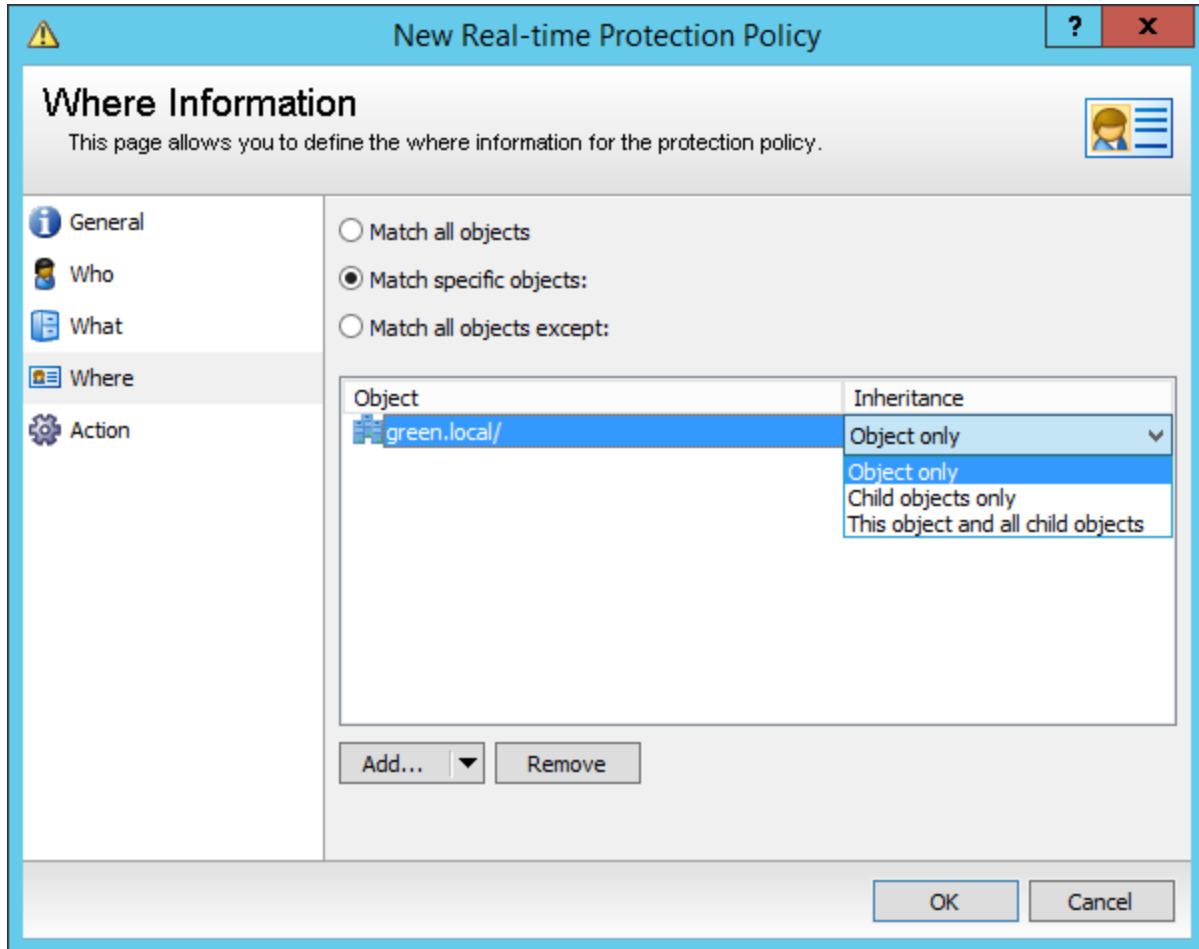 New Real-time Protection Policy
?
x
Where Information
This page allows you to define the where information for the protection policy.
General
Who
What
Where
Action
Match all objects
Match specific objects:
Match all objects except:
Object Inheritance
green.local/ Object only
Object only
Child objects only
This object and all child objects
Add... Remove
OK Cancel